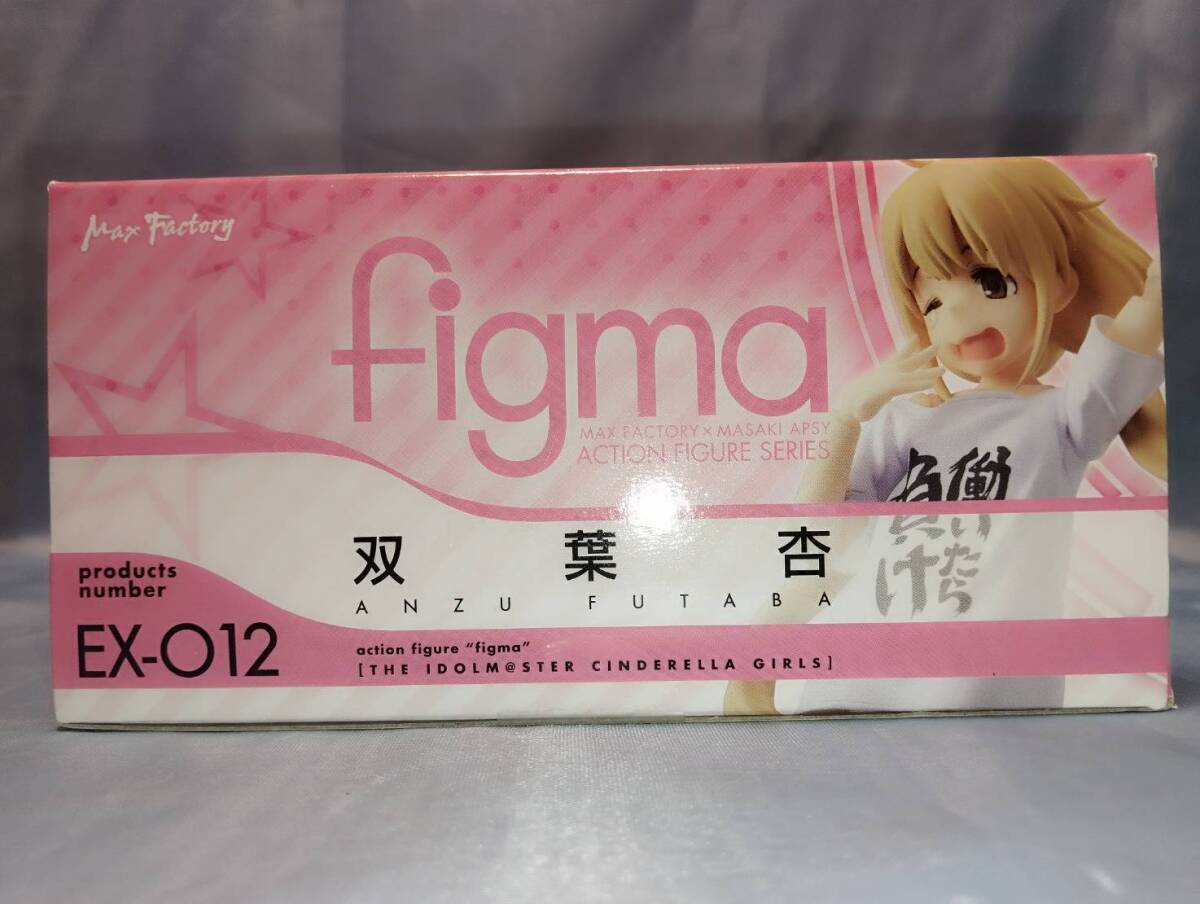 Max Factory
figma
MAX FACTORY × MASAKI APSY
ACTION FIGURE SERIES
働いたら
負け
双葉杏
ANZU FUTABA
products
number
EX-012
action figure "figma"
[THE IDOLM@STER CINDERELLA GIRLS]